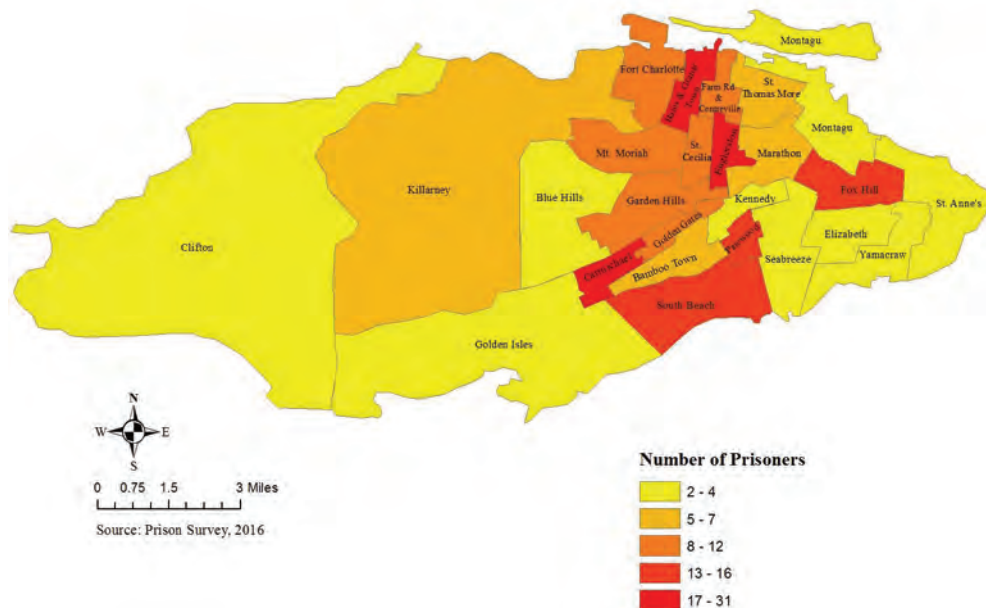 Montagu
Fort Charlotte
Bains & Grants
Town
Farm Rd
&
Centreville
St.
Thomas More
Montagu
Mt. Moriah
St.
Cecilia
Englerston
Marathon
Killarney
Blue Hills
Garden Hills
Kennedy
Fox Hill
St. Anne's
Clifton
Golden Gates
Pinewood
Elizabeth
Carmichael
Bamboo Town
Seabreeze
Yamacraw
South Beach
Golden Isles
N
W
E
S
0 0.75 1.5 3 Miles
Source: Prison Survey, 2016
Number of Prisoners
2 - 4
5 - 7
8 - 12
13 - 16
17 - 31